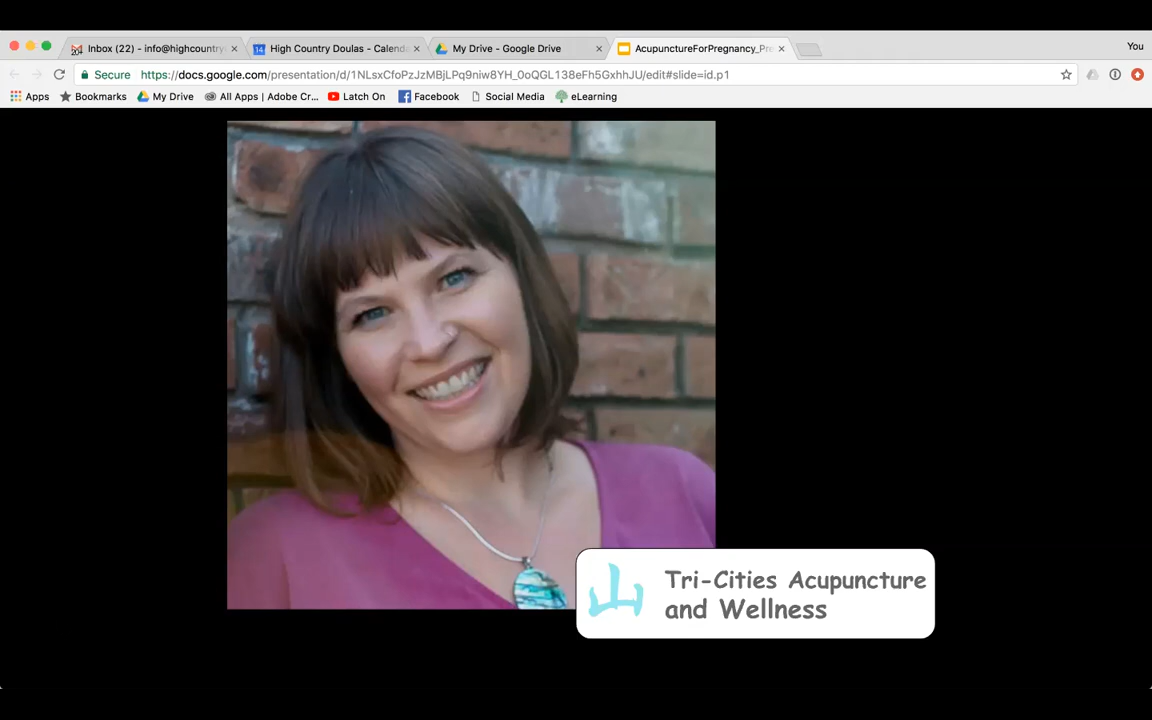 Inbox (22) - info@highcountry
High Country Doulas - Calenda
My Drive - Google Drive
AcupunctureForPregnancy_Pr
You
Secure https://docs.google.com/presentation/d/1NLsxCfoPzJzMBjLPq9niw8YH_0oQGL138eFh5GxhhJU/edit#slide=id.p1
Apps Bookmarks My Drive All Apps | Adobe Cr... Latch On Facebook Social Media eLearning
山 Tri-Cities Acupuncture
and Wellness